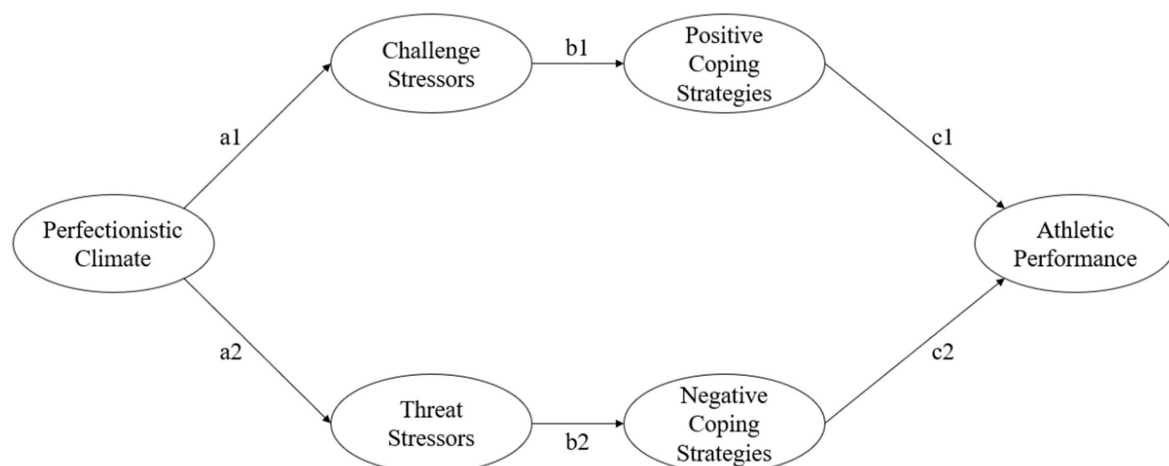 Challenge
Stressors
b1
Positive
Coping
Strategies
a1
c1
Perfectionistic
Climate
Athletic
Performance
a2
c2
Threat
Stressors
b2
Negative
Coping
Strategies